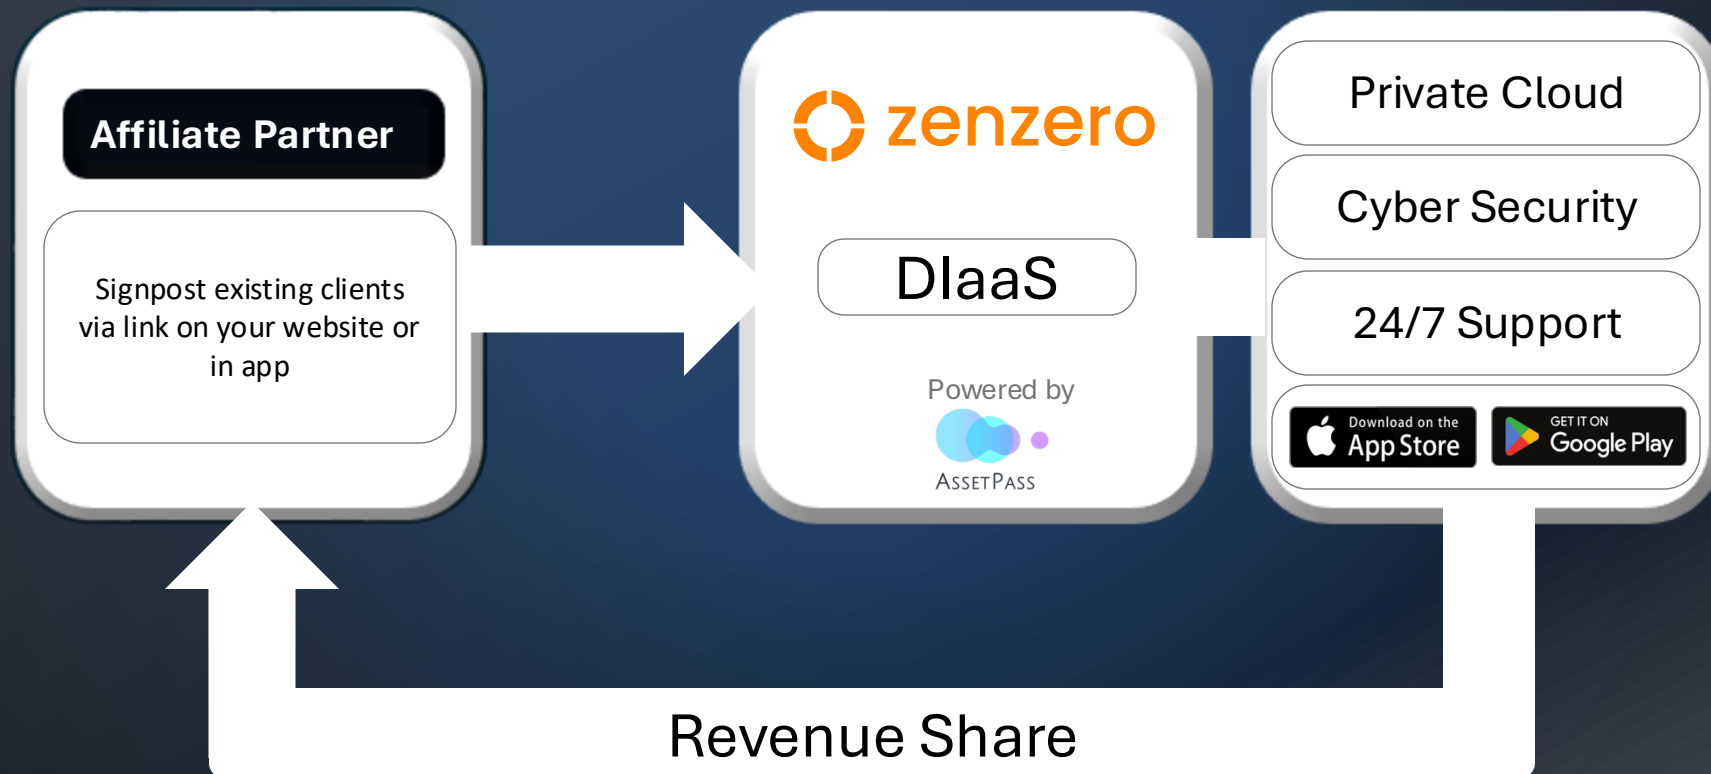 Affiliate Partner
Signpost existing clients
via link on your website or
in app
zenzero
DIaaS
Powered by
ASSETPASS
Private Cloud
Cyber Security
24/7 Support
Download on the
App Store
GET IT ON
Google Play
Revenue Share